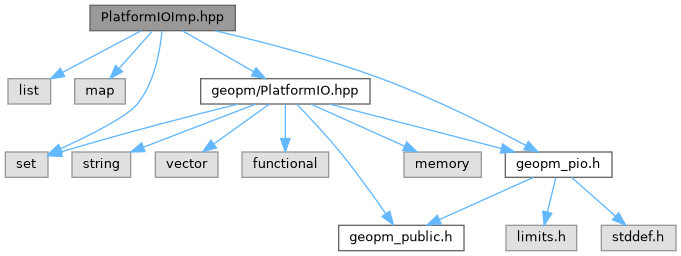 PlatformIOImp.hpp
list
map
geopm/PlatformIO.hpp
set
string
vector
functional
memory
geopm_pio.h
geopm_public.h
limits.h
stddef.h